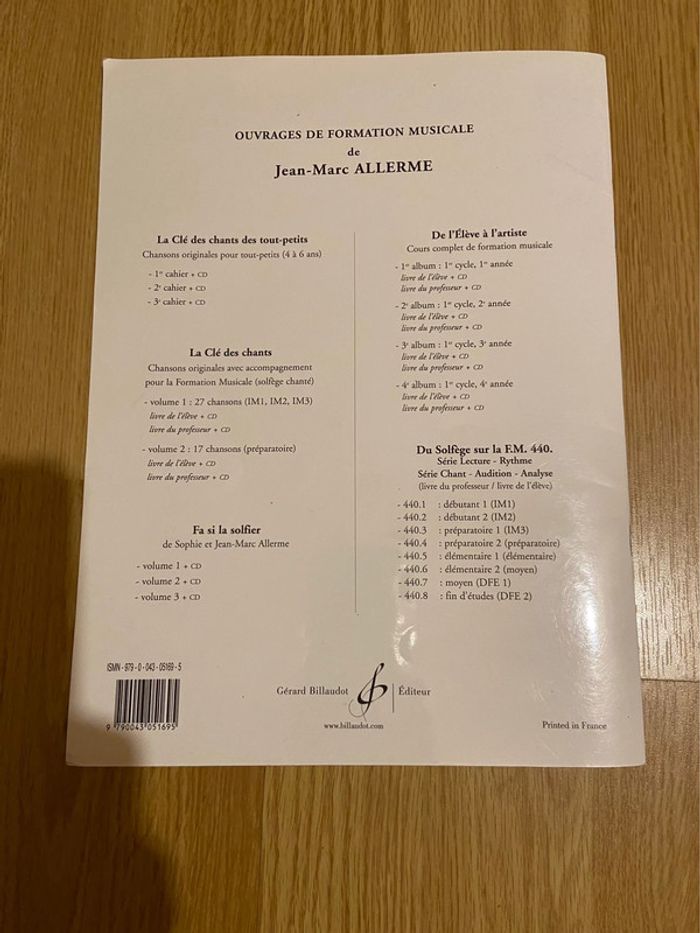 OUVRAGES DE FORMATION MUSICALE
de
Jean-Marc ALLERME
La Clé des chants des tout-petits
Chansons originales pour tout-petits (4 à 6 ans)
- 1er cahier + CD
- 2e cahier + CD
- 3e cahier + CD
La Clé des chants
Chansons originales avec accompagnement
pour la Formation Musicale (solfège chanté)
- volume 1 : 27 chansons (IM1, IM2, IM3)
livre de l'élève + CD
livre du professeur + CD
- volume 2 : 17 chansons (préparatoire)
livre de l'élève + CD
livre du professeur + CD
Fa si la solfier
de Sophie et Jean-Marc Allerme
- volume 1 + CD
- volume 2 + CD
- volume 3 + CD
De l'Élève à l'artiste
Cours complet de formation musicale
- 1er album : 1er cycle, 1re année
livre de l'élève + CD
livre du professeur + CD
- 2e album : 1er cycle, 2e année
livre de l'élève + CD
livre du professeur + CD
- 3e album : 1er cycle, 3e année
livre de l'élève + CD
livre du professeur + CD
- 4e album : 1er cycle, 4e année
livre de l'élève + CD
livre du professeur + CD
Du Solfège sur la F.M. 440.
Série Lecture - Rythme
Série Chant - Audition - Analyse
(livre du professeur / livre de l'élève)
- 440.1 : débutant 1 (IM1)
- 440.2 : débutant 2 (IM2)
- 440.3 : préparatoire 1 (IM3)
- 440.4 : préparatoire 2 (préparatoire)
- 440.5 : élémentaire 1 (élémentaire)
- 440.6 : élémentaire 2 (moyen)
- 440.7 : moyen (DFE 1)
- 440.8 : fin d'études (DFE 2)
ISMN - 979 - 0 - 043 - 05169 - 5
9 790043 051695
Gérard Billaudot Éditeur
www.billaudot.com
Printed in France